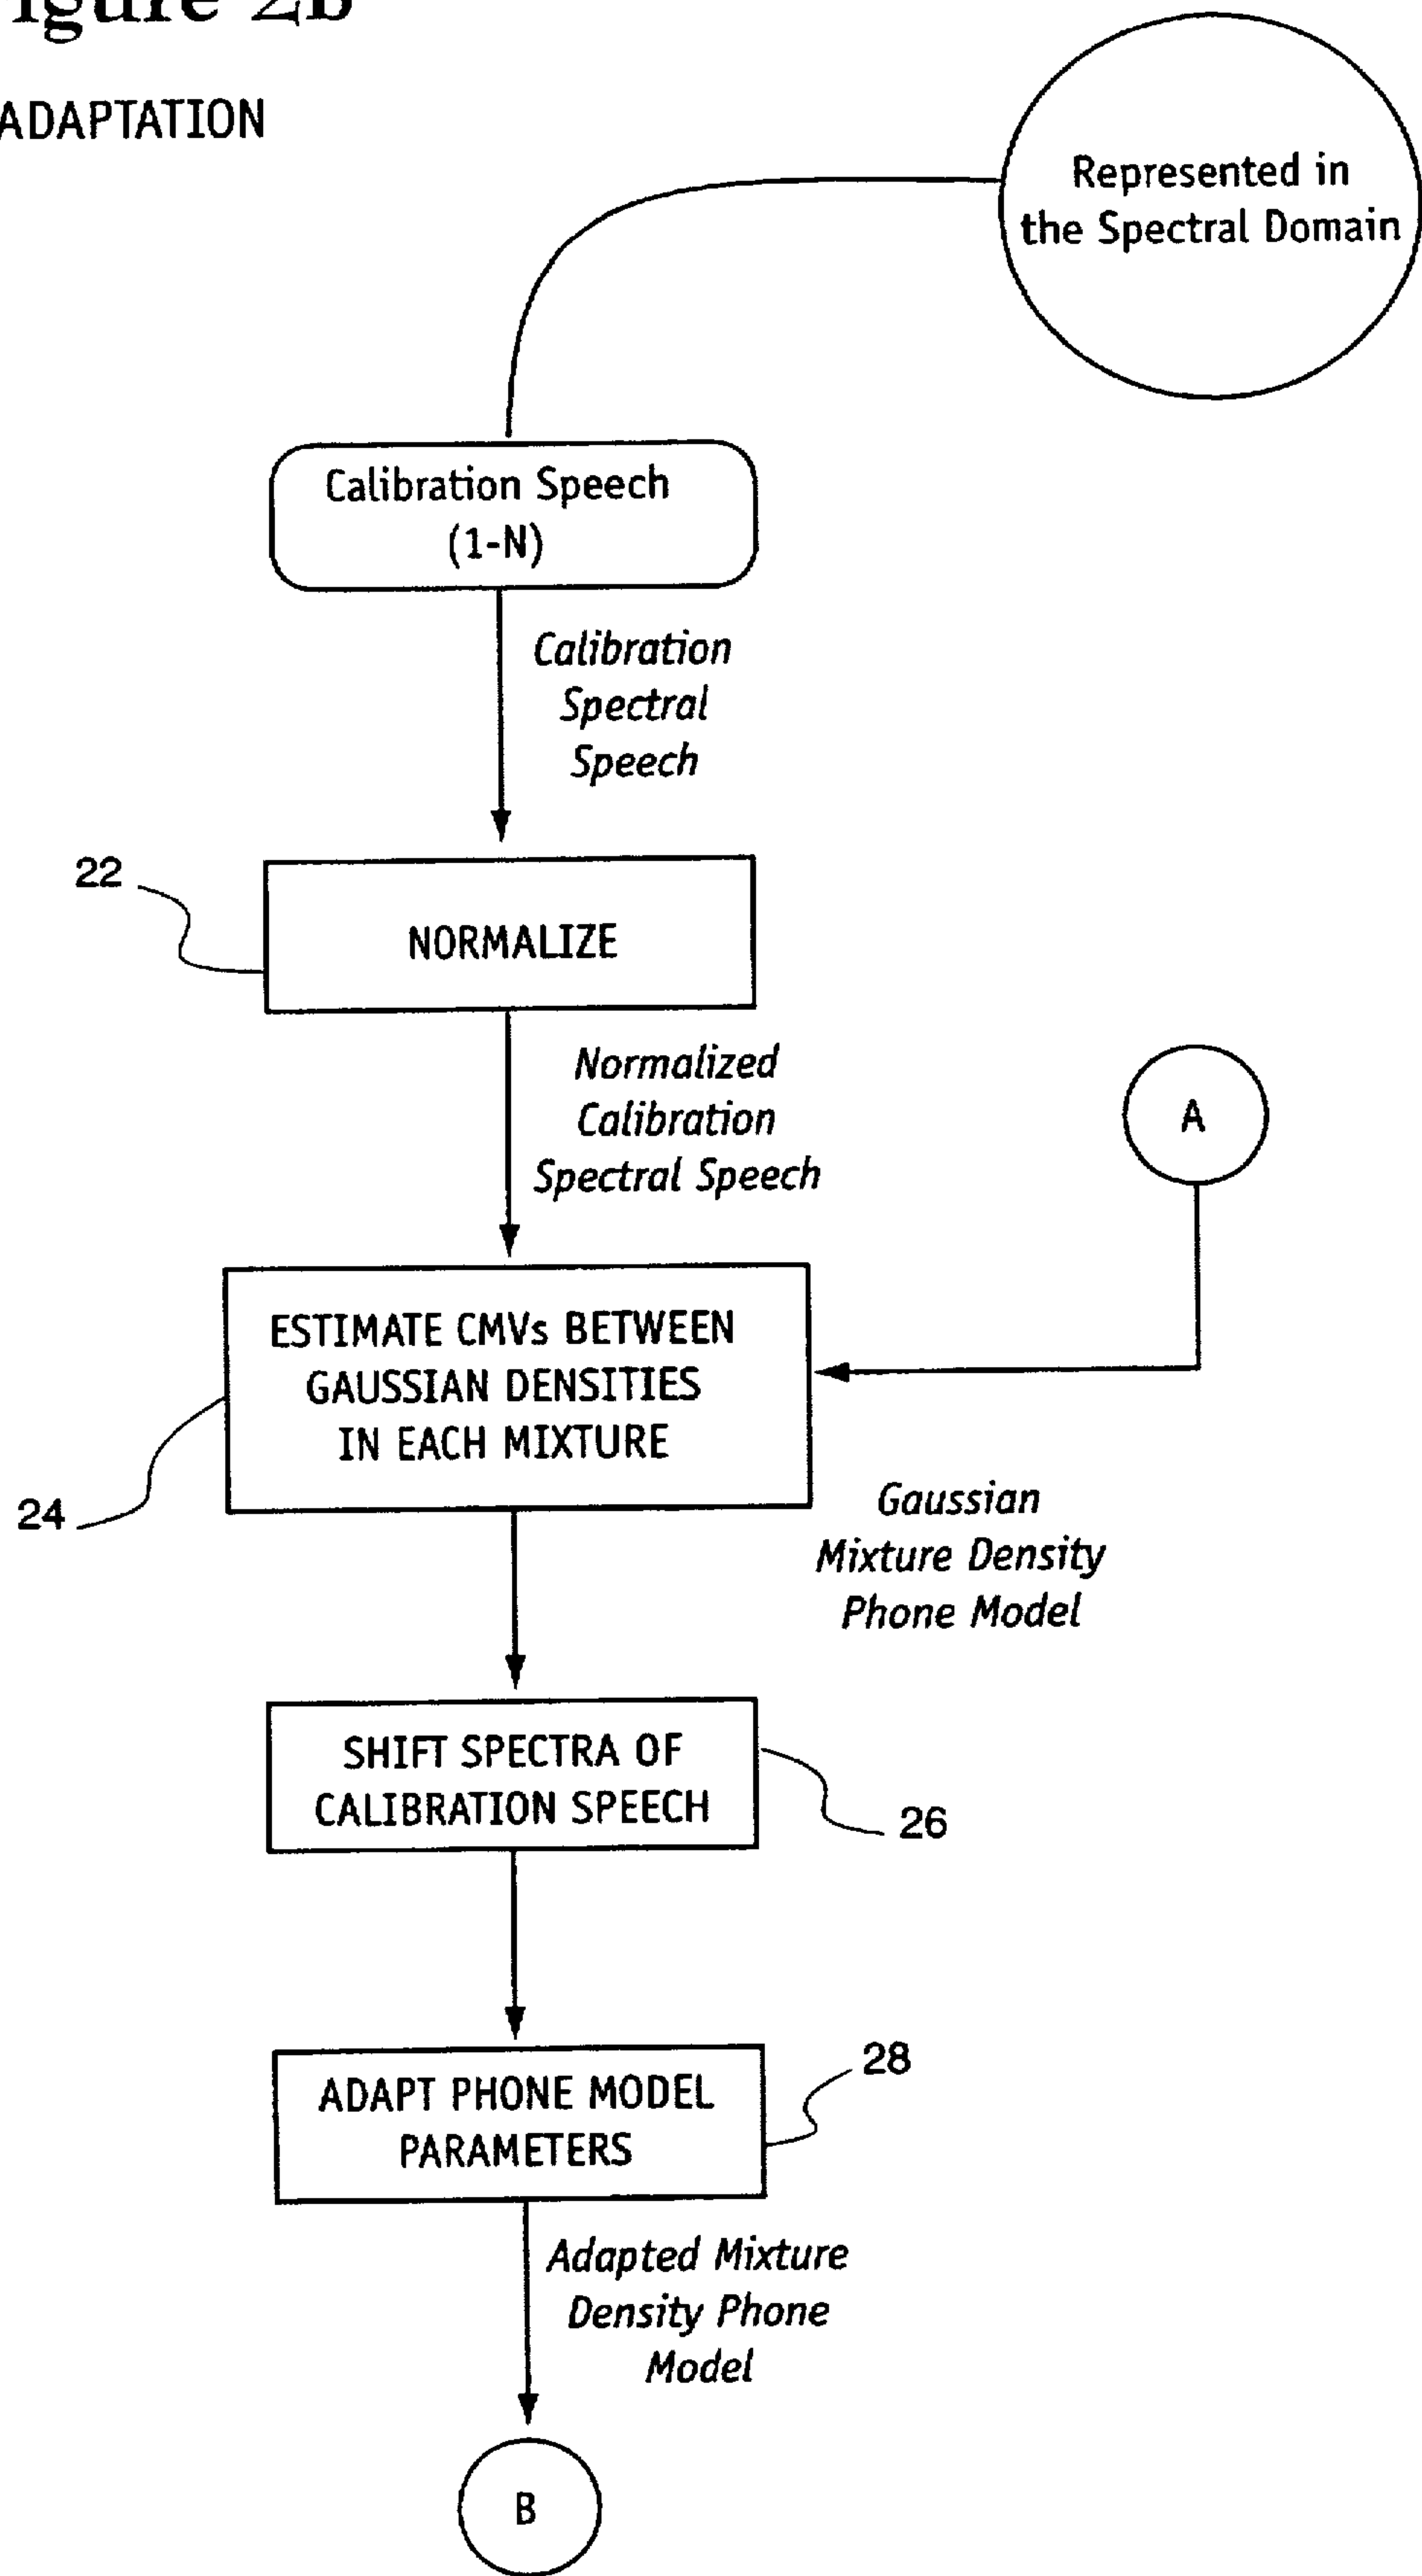 Figure 2b
ADAPTATION
Represented in
the Spectral Domain
Calibration Speech
(1-N)
Calibration
Spectral
Speech
22
NORMALIZE
Normalized
Calibration
Spectral Speech
A
ESTIMATE CMVs BETWEEN
GAUSSIAN DENSITIES
IN EACH MIXTURE
24
Gaussian
Mixture Density
Phone Model
SHIFT SPECTRA OF
CALIBRATION SPEECH
26
28
ADAPT PHONE MODEL
PARAMETERS
Adapted Mixture
Density Phone
Model
B